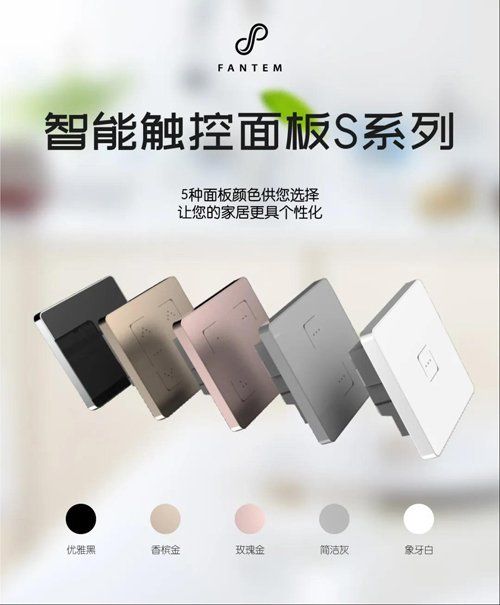 FANTEM
智能触控面板S系列
5种面板颜色供您选择
让您的家居更具个性化
优雅黑
香槟金
玫瑰金
简洁灰
象牙白